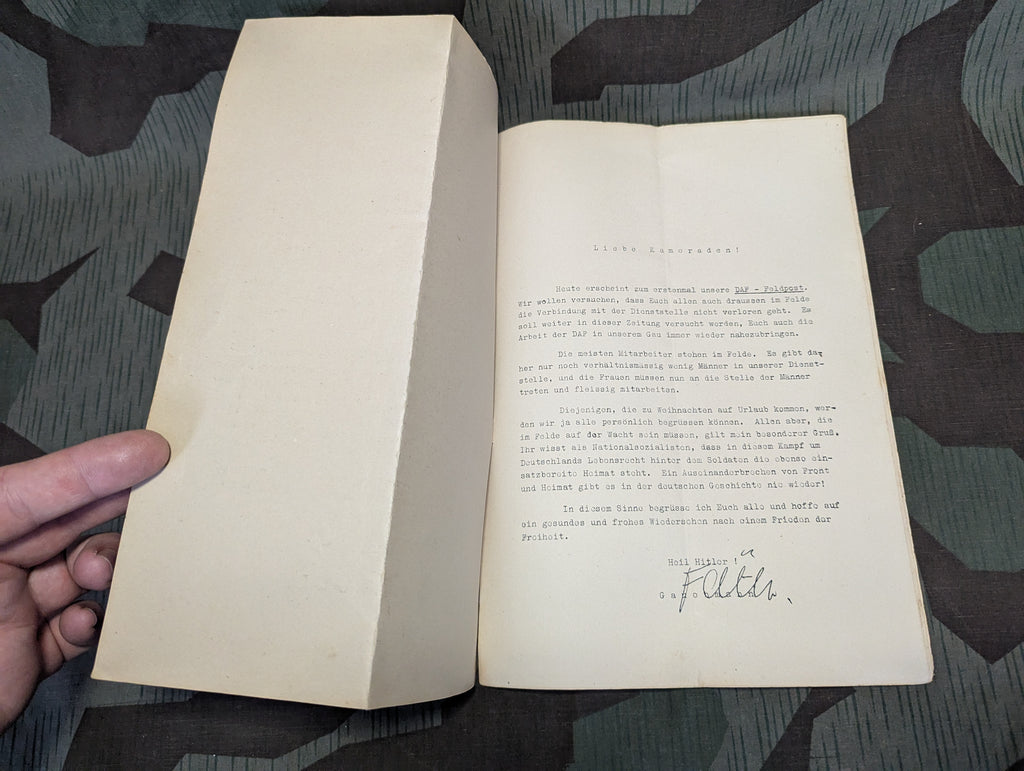 Liebe Kameraden!
Heute erscheint zum erstenmal unsere DAF - Feldpost.
Wir wollen versuchen, dass Euch allen auch draussen im Felde
die Verbindung mit der Dienststelle nicht verloren geht. Es
soll weiter in dieser Zeitung versucht worden, Euch auch die
Arbeit der DAF in unserem Gau immer wieder nahezubringen.
Die meisten Mitarbeiter stehen im Felde. Es gibt da-
her nur noch verhältnismässig wenig Männer in unserer Dienst-
stelle, und die Frauen müssen nun an die Stelle der Männer
treten und fleissig mitarbeiten.
Diejenigen, die zu Weihnachten auf Urlaub kommen, wer-
den wir ja alle persönlich begrüssen können. Allen aber, die
im Felde auf der Wacht sein müssen, gilt mein besonderer Gruß.
Ihr wisst als Nationalsozialisten, dass in diesem Kampf um
Deutschlands Lebensrecht hinter dem Soldaten die ebenso ein-
satzbereite Heimat steht. Ein Auseinanderbrechen von Front
und Heimat gibt es in der deutschen Geschichte nie wieder!
In diesem Sinne begrüsse ich Euch alle und hoffe auf
ein gesundes und frohes Wiedersehen nach einem Frieden der
Freiheit.
Heil Hitler !
Gauobmann